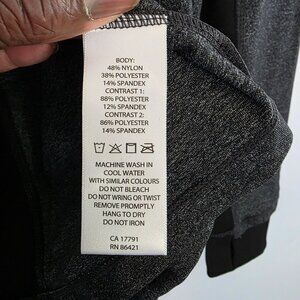 BODY:
48% NYLON
38% POLYESTER
14% SPANDEX
CONTRAST 1:
88% POLYESTER
12% SPANDEX
CONTRAST 2:
86% POLYESTER
14% SPANDEX
MACHINE WASH IN
COOL WATER
WITH SIMILAR COLOURS
DO NOT BLEACH
DO NOT WRING OR TWIST
REMOVE PROMPTLY
HANG TO DRY
DO NOT IRON
CA 17791
RN 86421